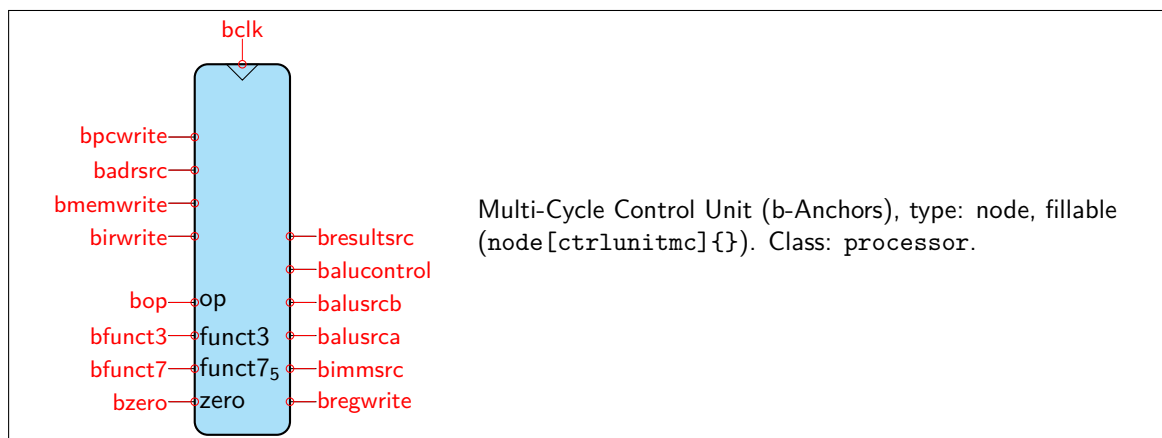 bclk
bpcwrite
badrsrc
bmemwrite
birwrite
bresultsrc
balucontrol
bop
op
balusrcb
bfunct3
funct3
balusrca
bfunct7
funct7₅
bimmsrc
bzero
zero
bregwrite
Multi-Cycle Control Unit (b-Anchors), type: node, fillable
(node[ctrlunitmc]{}). Class: processor.